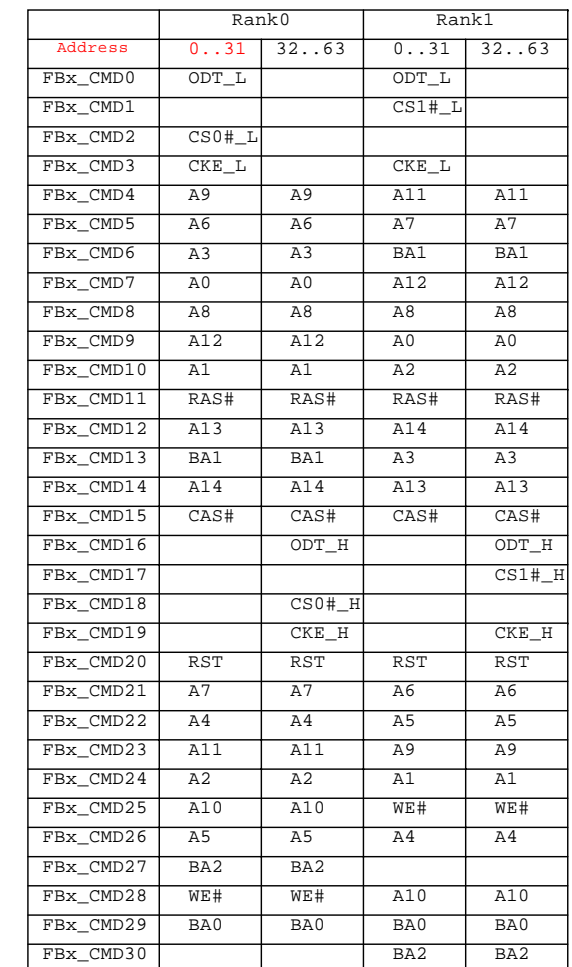 Rank0 Rank1
Address 0..31 32..63 0..31 32..63
FBx_CMD0 ODT_L ODT_L
FBx_CMD1 CS1#_L
FBx_CMD2 CS0#_L
FBx_CMD3 CKE_L CKE_L
FBx_CMD4 A9 A9 A11 A11
FBx_CMD5 A6 A6 A7 A7
FBx_CMD6 A3 A3 BA1 BA1
FBx_CMD7 A0 A0 A12 A12
FBx_CMD8 A8 A8 A8 A8
FBx_CMD9 A12 A12 A0 A0
FBx_CMD10 A1 A1 A2 A2
FBx_CMD11 RAS# RAS# RAS# RAS#
FBx_CMD12 A13 A13 A14 A14
FBx_CMD13 BA1 BA1 A3 A3
FBx_CMD14 A14 A14 A13 A13
FBx_CMD15 CAS# CAS# CAS# CAS#
FBx_CMD16 ODT_H ODT_H
FBx_CMD17 CS1#_H
FBx_CMD18 CS0#_H
FBx_CMD19 CKE_H CKE_H
FBx_CMD20 RST RST RST RST
FBx_CMD21 A7 A7 A6 A6
FBx_CMD22 A4 A4 A5 A5
FBx_CMD23 A11 A11 A9 A9
FBx_CMD24 A2 A2 A1 A1
FBx_CMD25 A10 A10 WE# WE#
FBx_CMD26 A5 A5 A4 A4
FBx_CMD27 BA2 BA2
FBx_CMD28 WE# WE# A10 A10
FBx_CMD29 BA0 BA0 BA0 BA0
FBx_CMD30 BA2 BA2